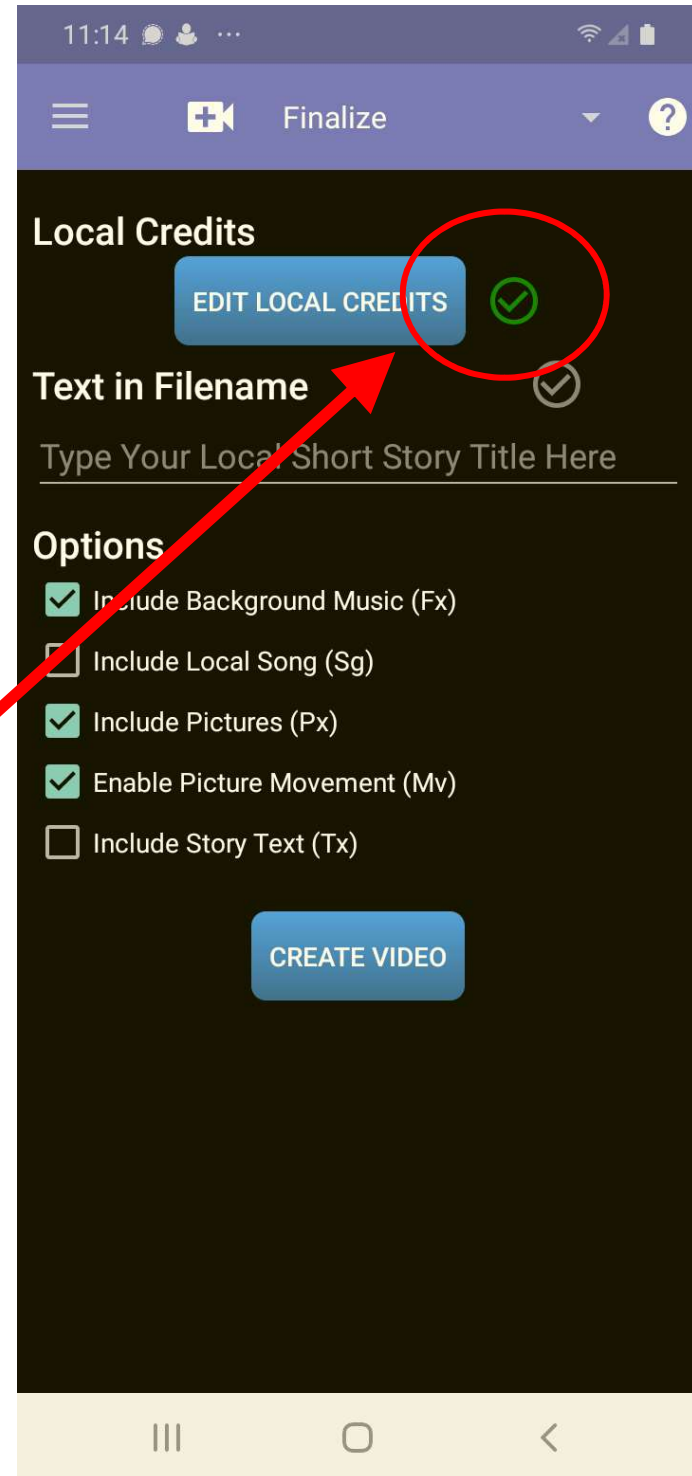 11:14
Finalize
Local Credits
EDIT LOCAL CREDITS
Text in Filename
Type Your Local Short Story Title Here
Options
Include Background Music (Fx)
Include Local Song (Sg)
Include Pictures (Px)
Enable Picture Movement (Mv)
Include Story Text (Tx)
CREATE VIDEO